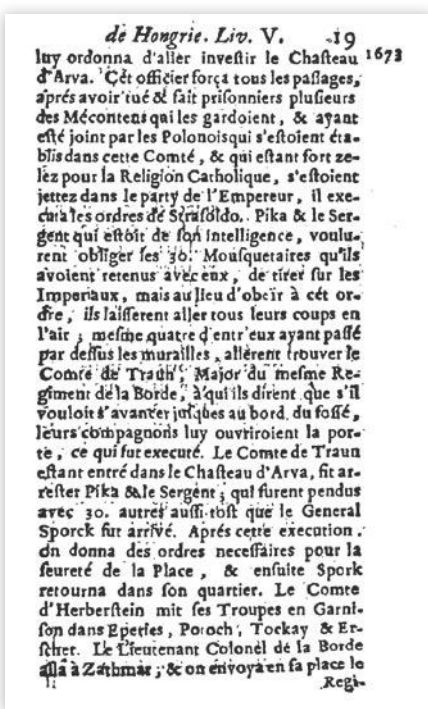 de Hongrie. Liv. V. 19
luy ordonna d'aller investir le Chasteau 1673
d'Arva. Cét officier força tous les passages,
aprés avoir tué & fait prisonniers plusieurs
des Mécontens qui les gardoient, & ayant
esté joint par les Polonois qui s'estoient éta-
blis dans cette Comté, & qui estant fort ze-
lez pour la Religion Catholique, s'estoient
jettez dans le party de l'Empereur, il exe-
cuta les ordres de Strasoldo. Pika & le Ser-
gent qui estoit de son intelligence, voulu-
rent obliger les 30. Mousquetaires qu'ils
avoient retenus avec eux, de tirer sur les
Imperiaux, mais au lieu d'obeïr à cét or-
dre, ils laisserent aller tous leurs coups en
l'air ; mesme quatre d'entr'eux ayant passé
par dessus les murailles, allérent trouver le
Comte de Traun, Major du mesme Re-
giment de la Borde, à qui ils dirent que s'il
vouloit s'avancer jusques au bord du fossé,
leurs compagnons luy ouvriroient la por-
te, ce qui fut executé. Le Comte de Traun
estant entré dans le Chasteau d'Arva, fit ar-
rester Pika & le Sergent ; qui furent pendus
avec 30. autres aussi-tost que le General
Sporck fut arrivé. Aprés cette execution.
on donna des ordres necessaires pour la
seureté de la Place, & ensuite Spork
retourna dans son quartier. Le Comte
d'Herberstein mit ses Troupes en Garni-
son dans Eperies, Potoch, Tockay & Er-
schet. Le Lieutenant Colonel de la Borde
alla à Zathmar ; & on envoya en sa place le
Regi-